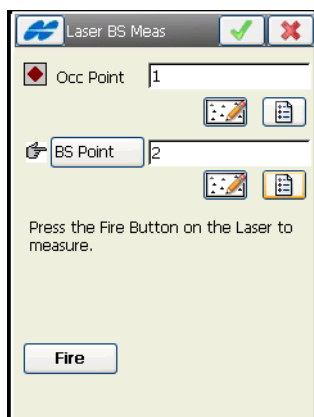 Laser BS Meas
Occ Point 1
BS Point 2
Press the Fire Button on the Laser to
measure.
Fire